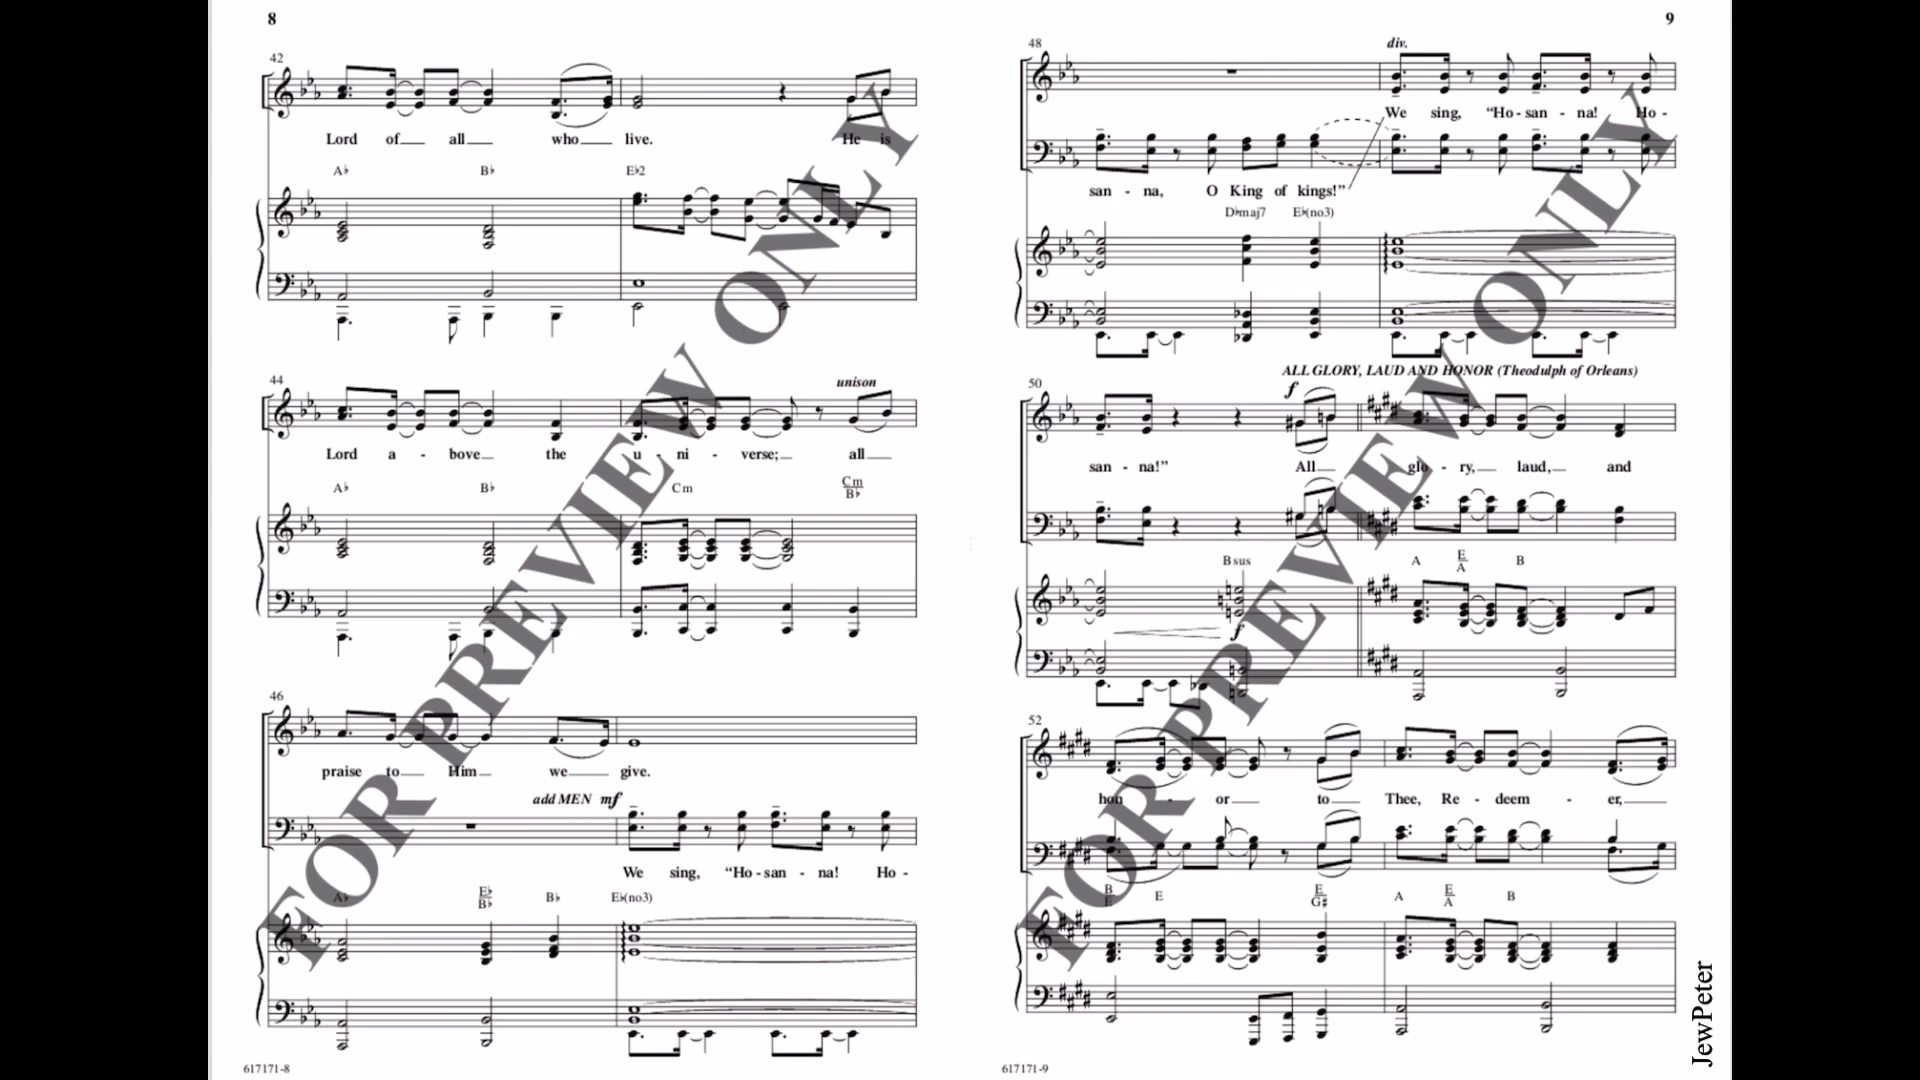 8
42
Lord of all who live. He is
A♭ B♭ E♭2
44
unison
Lord a - bove the u - ni - verse; all
A♭ B♭ Cm Cm/B♭
46
praise to Him we give.
add MEN mf
We sing, “Ho - san - na! Ho -
A♭ E♭/B♭ B♭ E♭(no3)
617171-8
9
48
div.
We sing, “Ho - san - na! Ho -
san - na, O King of kings!”
D♭maj7 E♭(no3)
ALL GLORY, LAUD AND HONOR (Theodulph of Orleans)
50
f
san - na!” All glo - ry, laud, and
Bsus A E/A B
f
52
hon - or to Thee, Re - deem - er,
B/E E E/G♯ A E/A B
617171-9
FOR PREVIEW ONLY
FOR PREVIEW ONLY
JewPeter